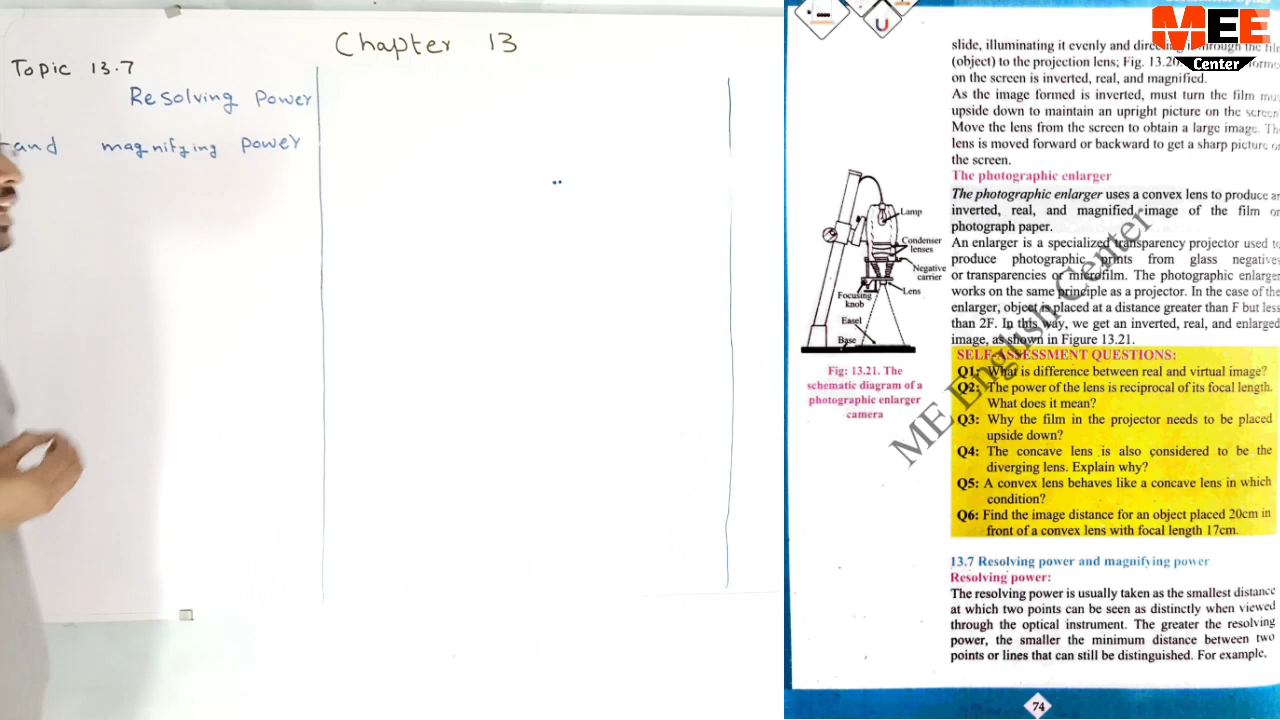 Chapter 13
Topic 13.7
Resolving power
and magnifying power
MEE
Center
slide, illuminating it evenly and through the
(object) to the projection lens; Fig. 13.20.
on the screen is inverted, real, and magnified.
As the image formed is inverted, must turn the film
upside down to maintain an upright picture on the screen
Move the lens from the screen to obtain a large image.
lens is moved forward or backward to get a sharp picture
the screen.
The photographic enlarger
The photographic enlarger uses a convex lens to produce
inverted, real, and magnified image of the film
photograph paper.
An enlarger is a specialized transparency projector used
produce photographic prints from glass negatives
or transparencies or microfilm. The photographic enlarger
works on the same principle as a projector. In the case of the
enlarger, object is placed at a distance greater than F but less
than 2F. In this way, we get an inverted, real, and enlarged
image, as shown in Figure 13.21.
Lamp
Condenser
lenses
Negative
carrier
Lens
Focusing
knob
Easel
Base
Fig: 13.21. The
schematic diagram of a
photographic enlarger
camera
SELF-ASSESSMENT QUESTIONS:
Q1: What is difference between real and virtual image?
Q2: The power of the lens is reciprocal of its focal length.
What does it mean?
Q3: Why the film in the projector needs to be placed
upside down?
Q4: The concave lens is also considered to be the
diverging lens. Explain why?
Q5: A convex lens behaves like a concave lens in which
condition?
Q6: Find the image distance for an object placed 20cm in
front of a convex lens with focal length 17cm.
13.7 Resolving power and magnifying power
Resolving power:
The resolving power is usually taken as the smallest distance
at which two points can be seen as distinctly when viewed
through the optical instrument. The greater the resolving
power, the smaller the minimum distance between two
points or lines that can still be distinguished. For example,
ME English Center
74